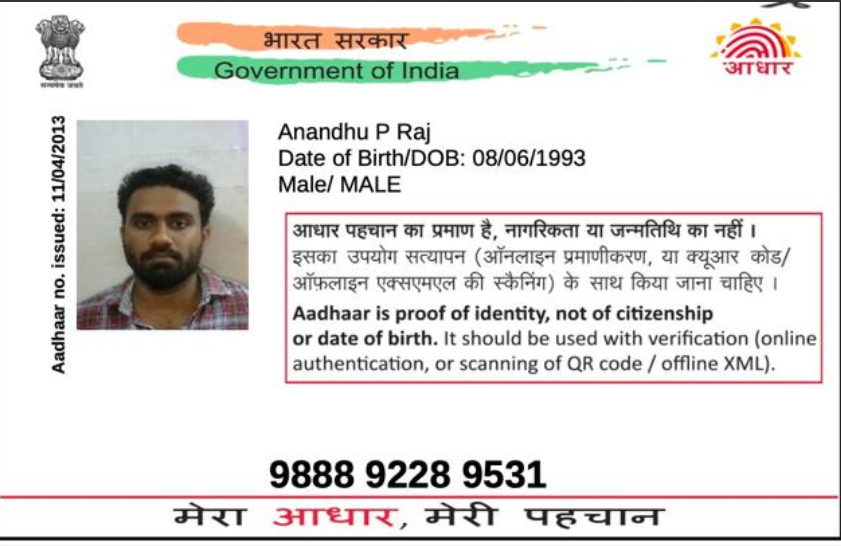 भारत सरकार
Government of India
सत्यमेव जयते
आधार
Aadhaar no. issued: 11/04/2013
Anandhu P Raj
Date of Birth/DOB: 08/06/1993
Male/ MALE
आधार पहचान का प्रमाण है, नागरिकता या जन्मतिथि का नहीं ।
इसका उपयोग सत्यापन (ऑनलाइन प्रमाणीकरण, या क्यूआर कोड/
ऑफ़लाइन एक्सएमएल की स्कैनिंग) के साथ किया जाना चाहिए ।
Aadhaar is proof of identity, not of citizenship
or date of birth. It should be used with verification (online
authentication, or scanning of QR code / offline XML).
9888 9228 9531
मेरा आधार, मेरी पहचान